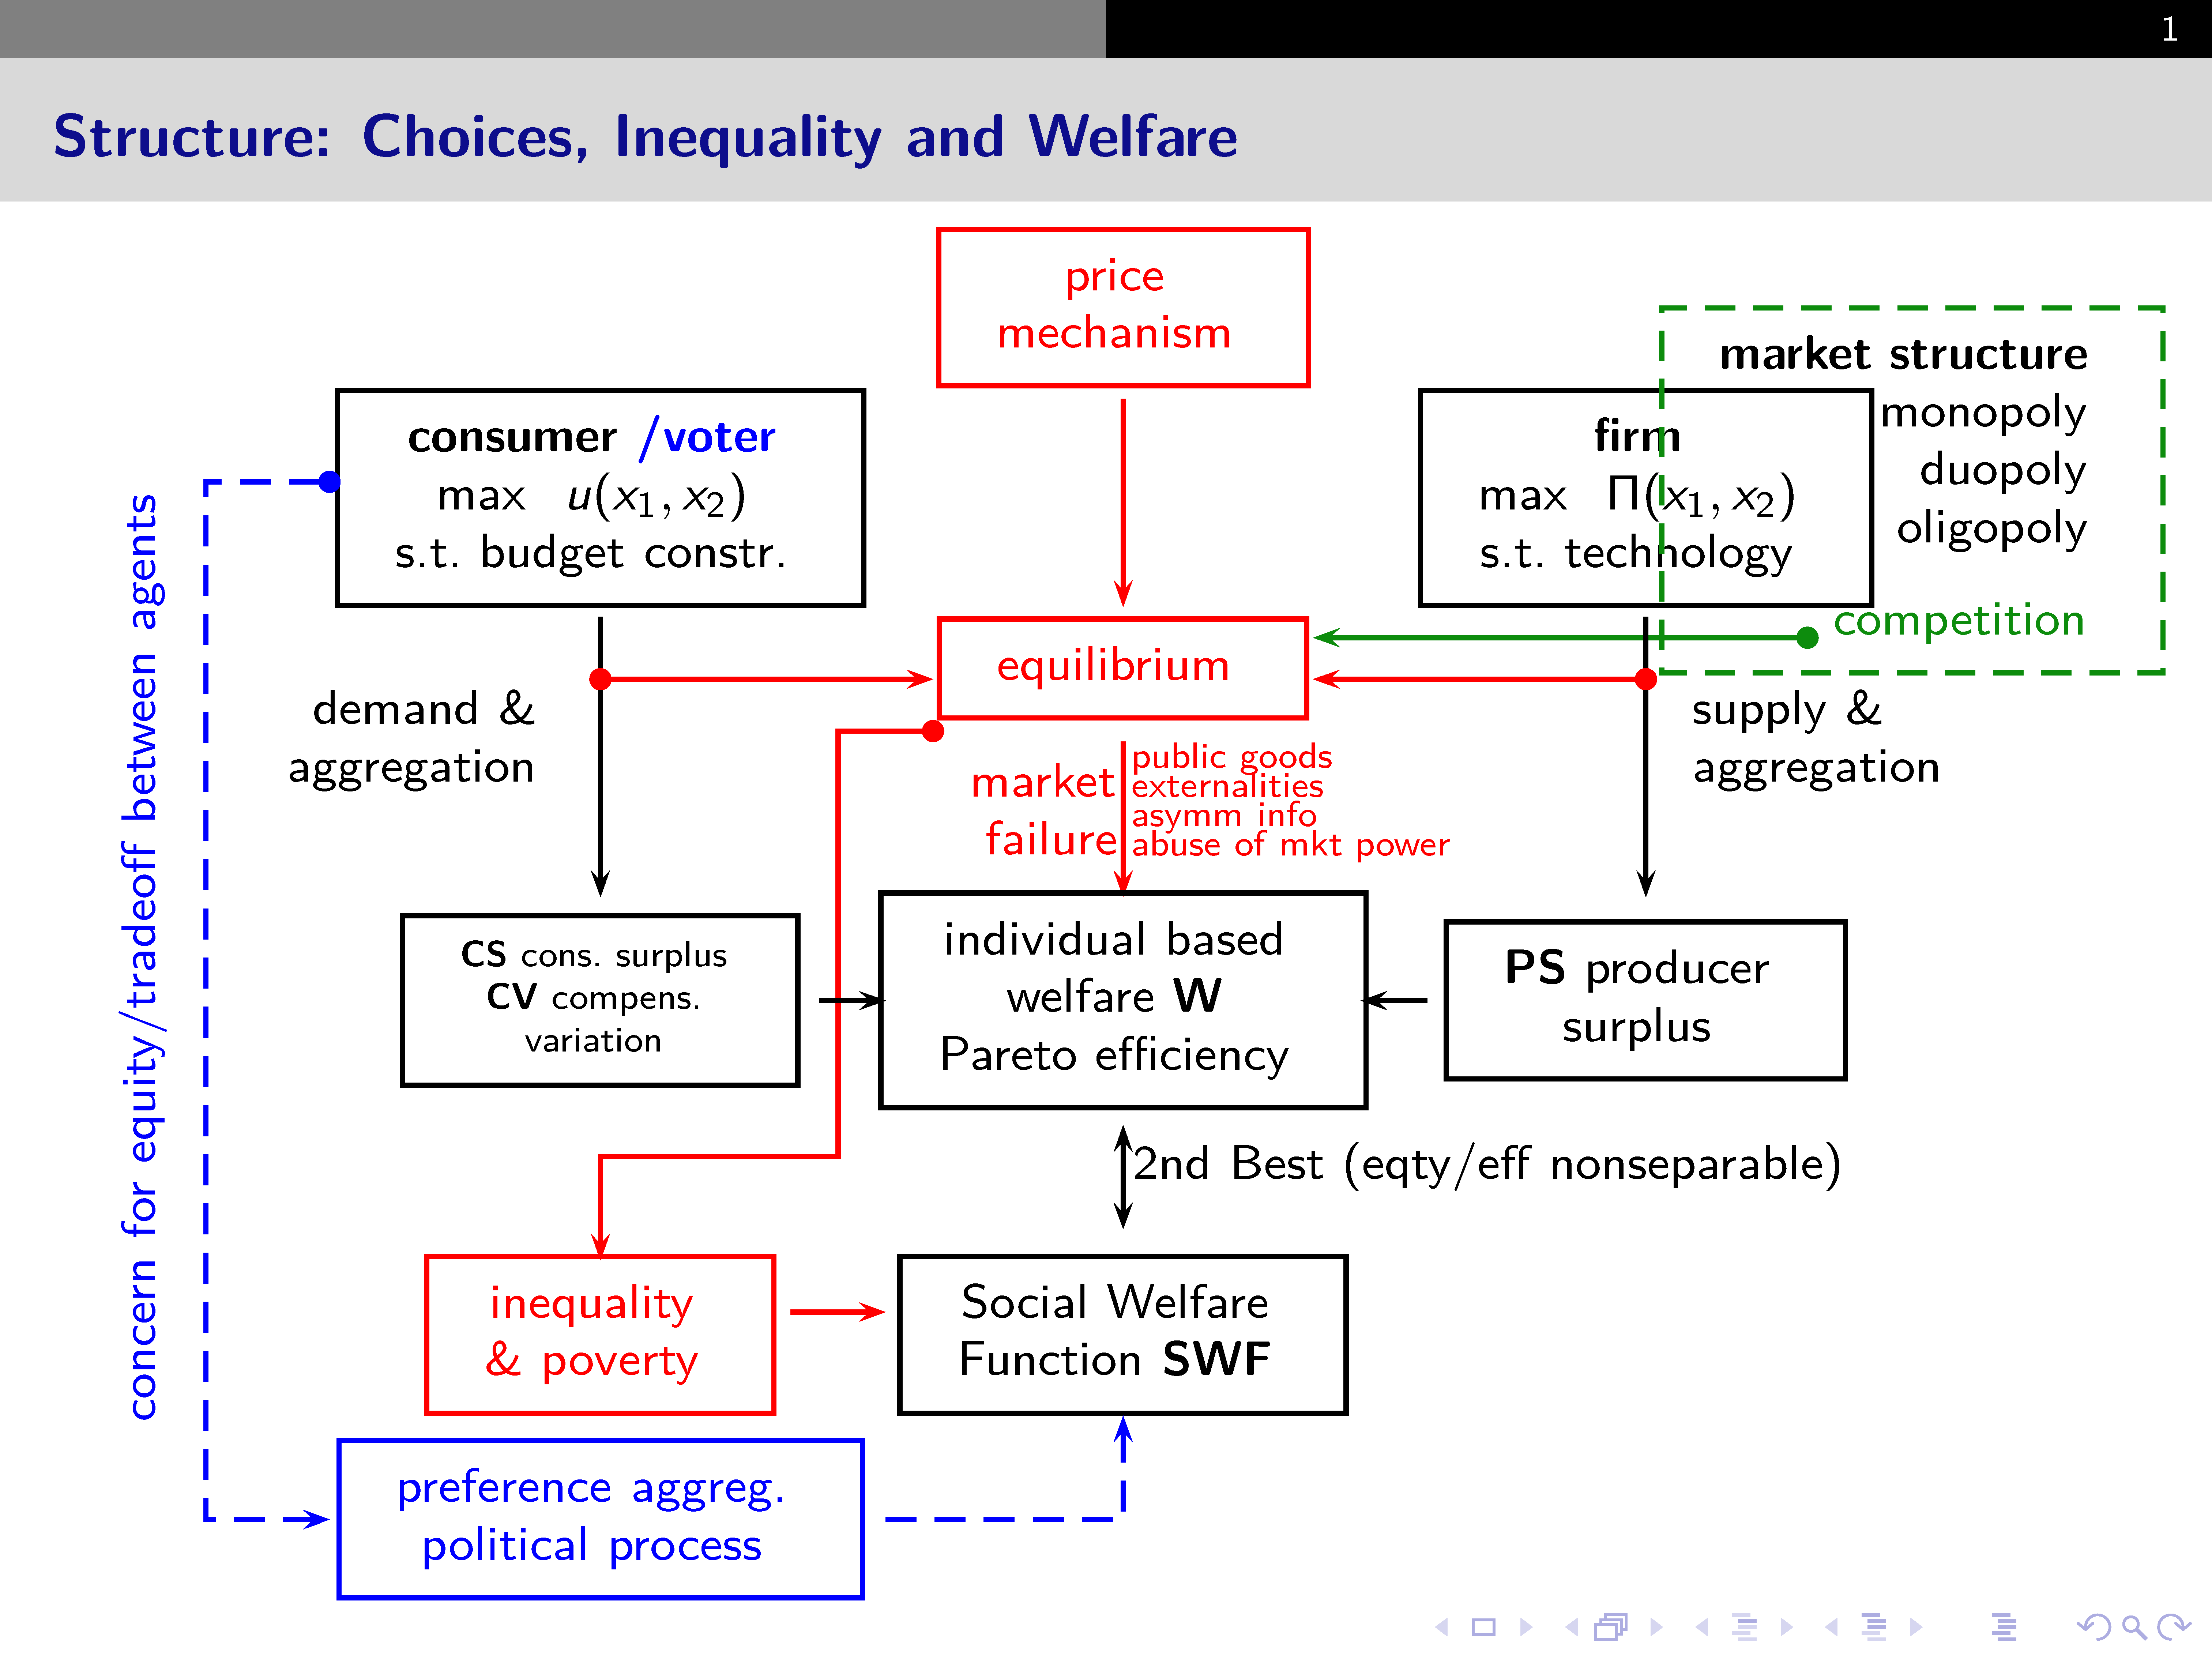 1
Structure: Choices, Inequality and Welfare
price
mechanism
consumer /voter
max u(x₁, x₂)
s.t. budget constr.
firm
max Π(x₁, x₂)
s.t. technology
market structure
monopoly
duopoly
oligopoly
competition
equilibrium
demand &
aggregation
supply &
aggregation
market
failure
public goods
externalities
asymm info
abuse of mkt power
CS cons. surplus
CV compens.
variation
individual based
welfare W
Pareto efficiency
PS producer
surplus
2nd Best (eqty/eff nonseparable)
inequality
& poverty
Social Welfare
Function SWF
preference aggreg.
political process
concern for equity/tradeoff between agents